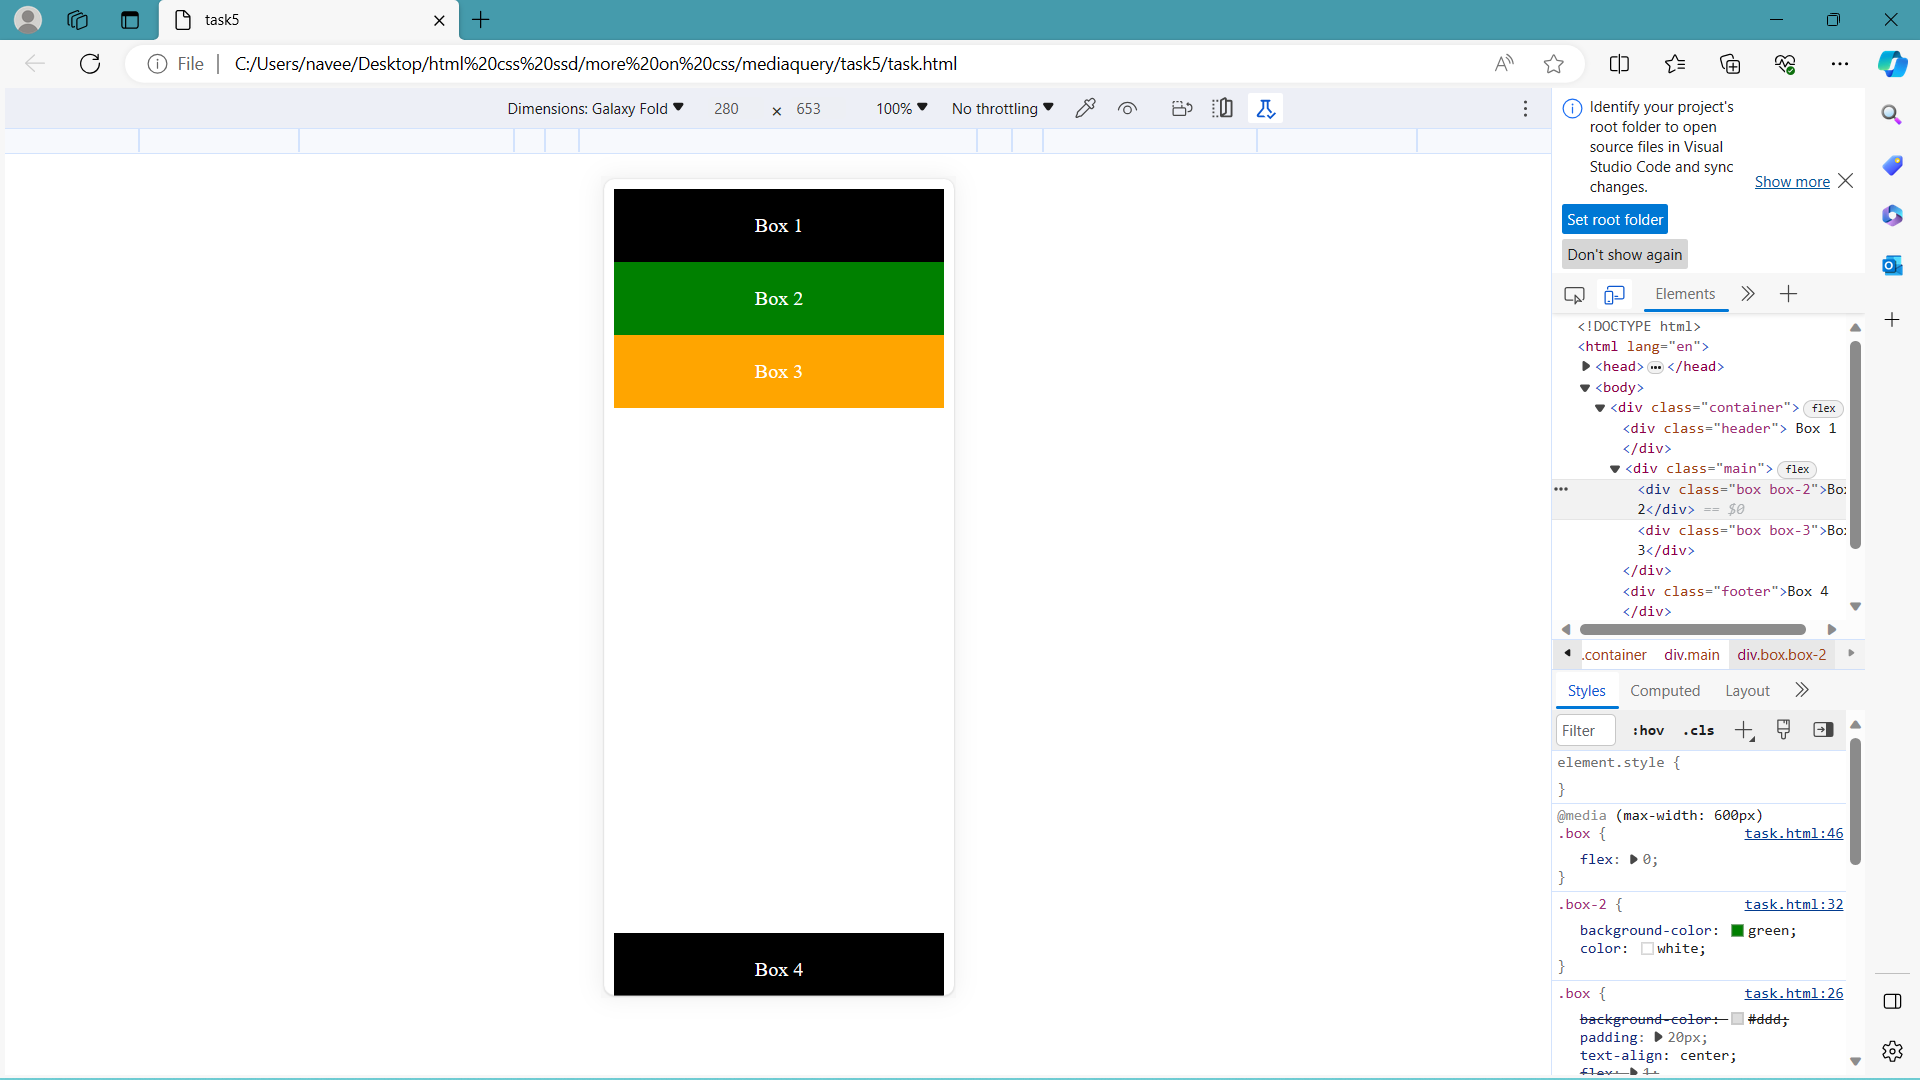 task5
File
C:/Users/navee/Desktop/html%20css%20ssd/more%20on%20css/mediaquery/task5/task.html
Dimensions: Galaxy Fold 280 × 653 100% No throttling
Box 1
Box 2
Box 3
Box 4
Identify your project's
root folder to open
source files in Visual
Studio Code and sync
changes.
Show more
Set root folder
Don't show again
Elements
<!DOCTYPE html>
<html lang="en">
<head> ••• </head>
<body>
<div class="container"> flex
<div class="header"> Box 1
</div>
<div class="main"> flex
<div class="box box-2">Box
2</div> == $0
<div class="box box-3">Box
3</div>
</div>
<div class="footer">Box 4
</div>
.container div.main div.box.box-2
Styles Computed Layout
Filter :hov .cls
element.style {
}
@media (max-width: 600px)
.box { task.html:46
flex: 0;
}
.box-2 { task.html:32
background-color: green;
color: white;
}
.box { task.html:26
background-color: #ddd;
padding: 20px;
text-align: center;
flex: 1;